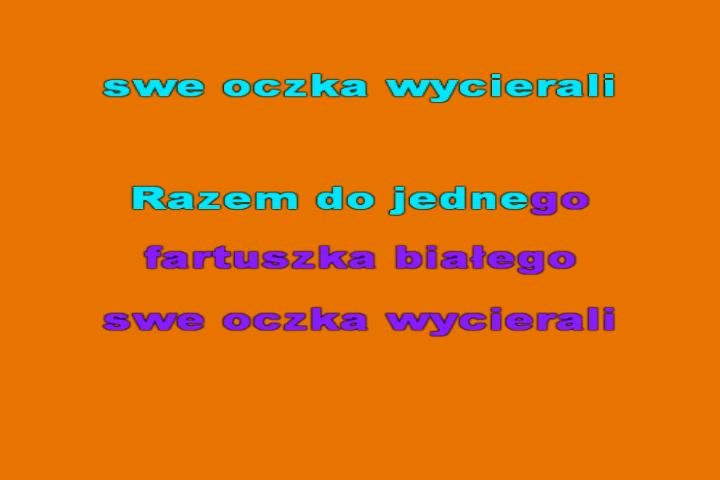 swe oczka wycierali
Razem do jednego
fartuszka białego
swe oczka wycierali